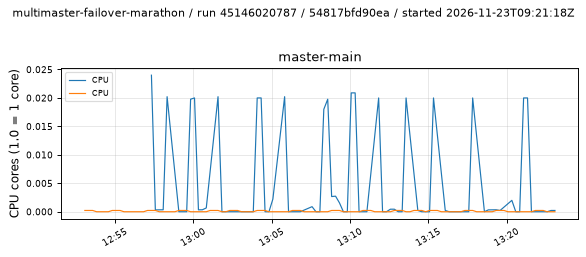 multimaster-failover-marathon / run 45146020787 / 54817bfd90ea / started 2026-11-23T09:21:18Z
master-main
CPU cores (1.0 = 1 core)
0.025
0.020
0.015
0.010
0.005
0.000
CPU
CPU
12:55
13:00
13:05
13:10
13:15
13:20